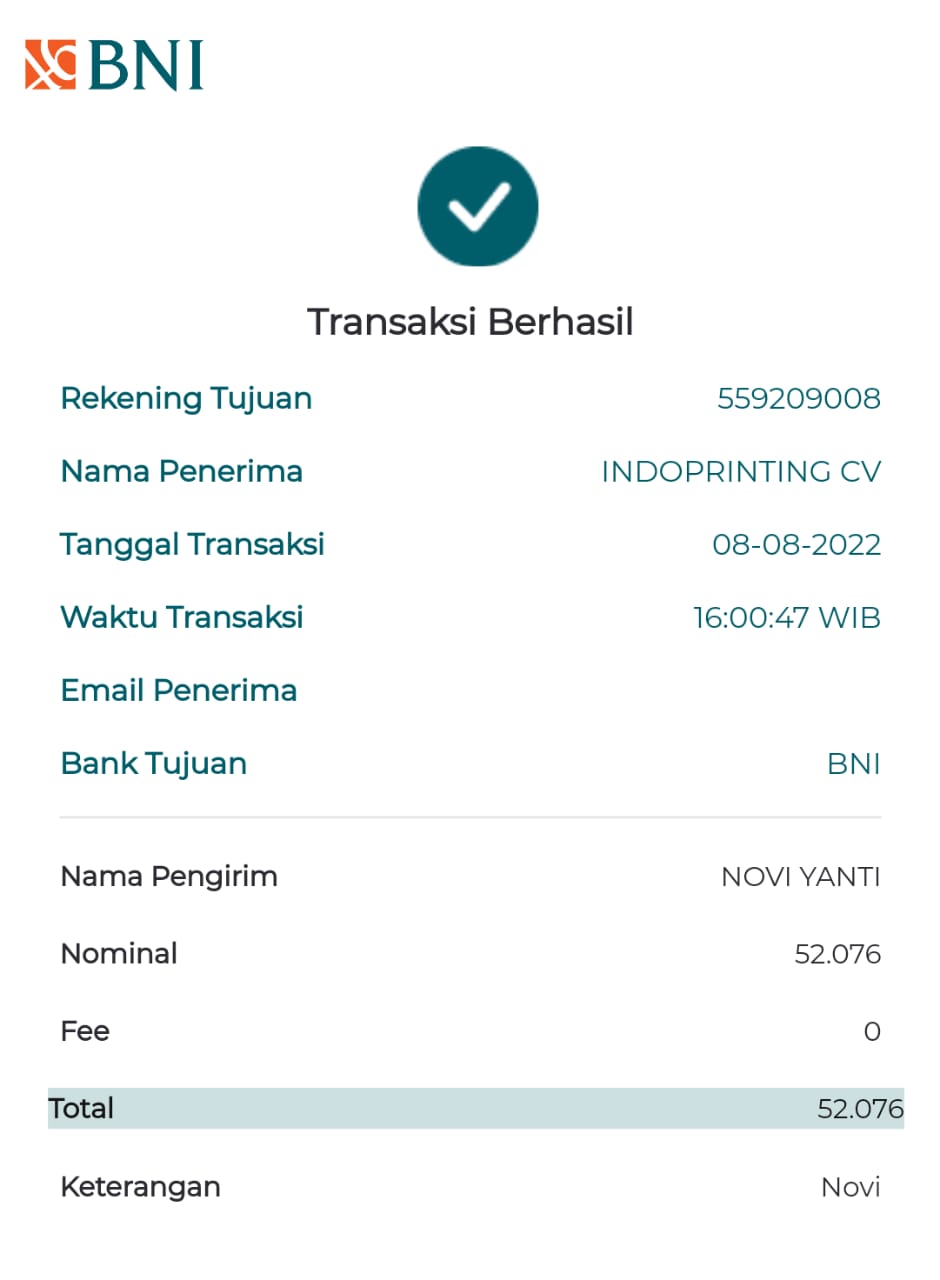 BNI
Transaksi Berhasil
Rekening Tujuan 559209008
Nama Penerima INDOPRINTING CV
Tanggal Transaksi 08-08-2022
Waktu Transaksi 16:00:47 WIB
Email Penerima
Bank Tujuan BNI
Nama Pengirim NOVI YANTI
Nominal 52.076
Fee 0
Total 52.076
Keterangan Novi